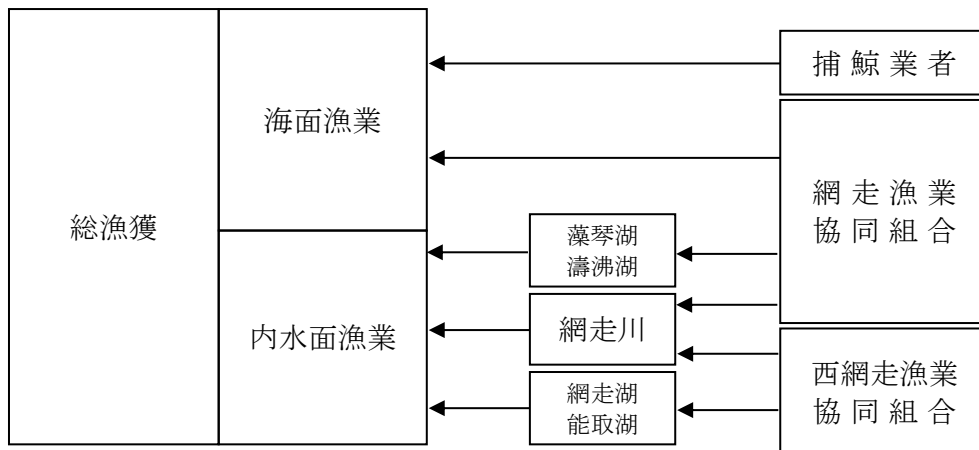 総漁獲
海面漁業
内水面漁業
藻琴湖
濤沸湖
網走川
網走湖
能取湖
捕鯨業者
網走漁業
協同組合
西網走漁業
協同組合